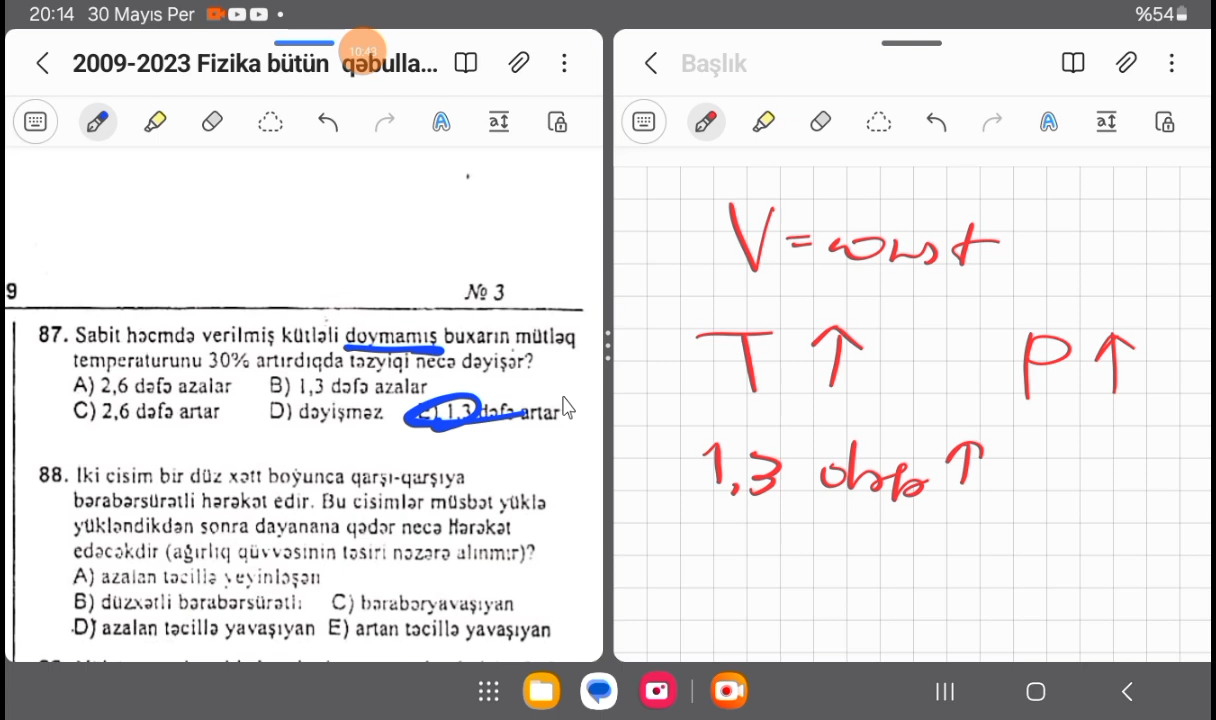 20:14 30 Mayıs Per %54
10:49
2009-2023 Fizika bütün qəbulla...
Başlık
9 № 3
87. Sabit həcmdə verilmiş kütləli doymamış buxarın mütləq
temperaturunu 30% artırdıqda təzyiqi necə dəyişər?
A) 2,6 dəfə azalar B) 1,3 dəfə azalar
C) 2,6 dəfə artar D) dəyişməz E) 1,3 dəfə artar
88. Iki cisim bir düz xətt boyunca qarşı-qarşıya
bərabərsürətli hərəkət edir. Bu cisimlər müsbət yüklə
yükləndikdən sonra dayanana qədər necə Hərəkət
edəcəkdir (ağırlıq qüvvəsinin təsiri nəzərə alınmır)?
A) azalan təcillə yeyinləşən
B) düzxətli bərabərsürətli C) bərabəryavaşıyan
D) azalan təcillə yavaşıyan E) artan təcillə yavaşıyan
V = const
T ↑ P ↑
1,3 dəfə ↑